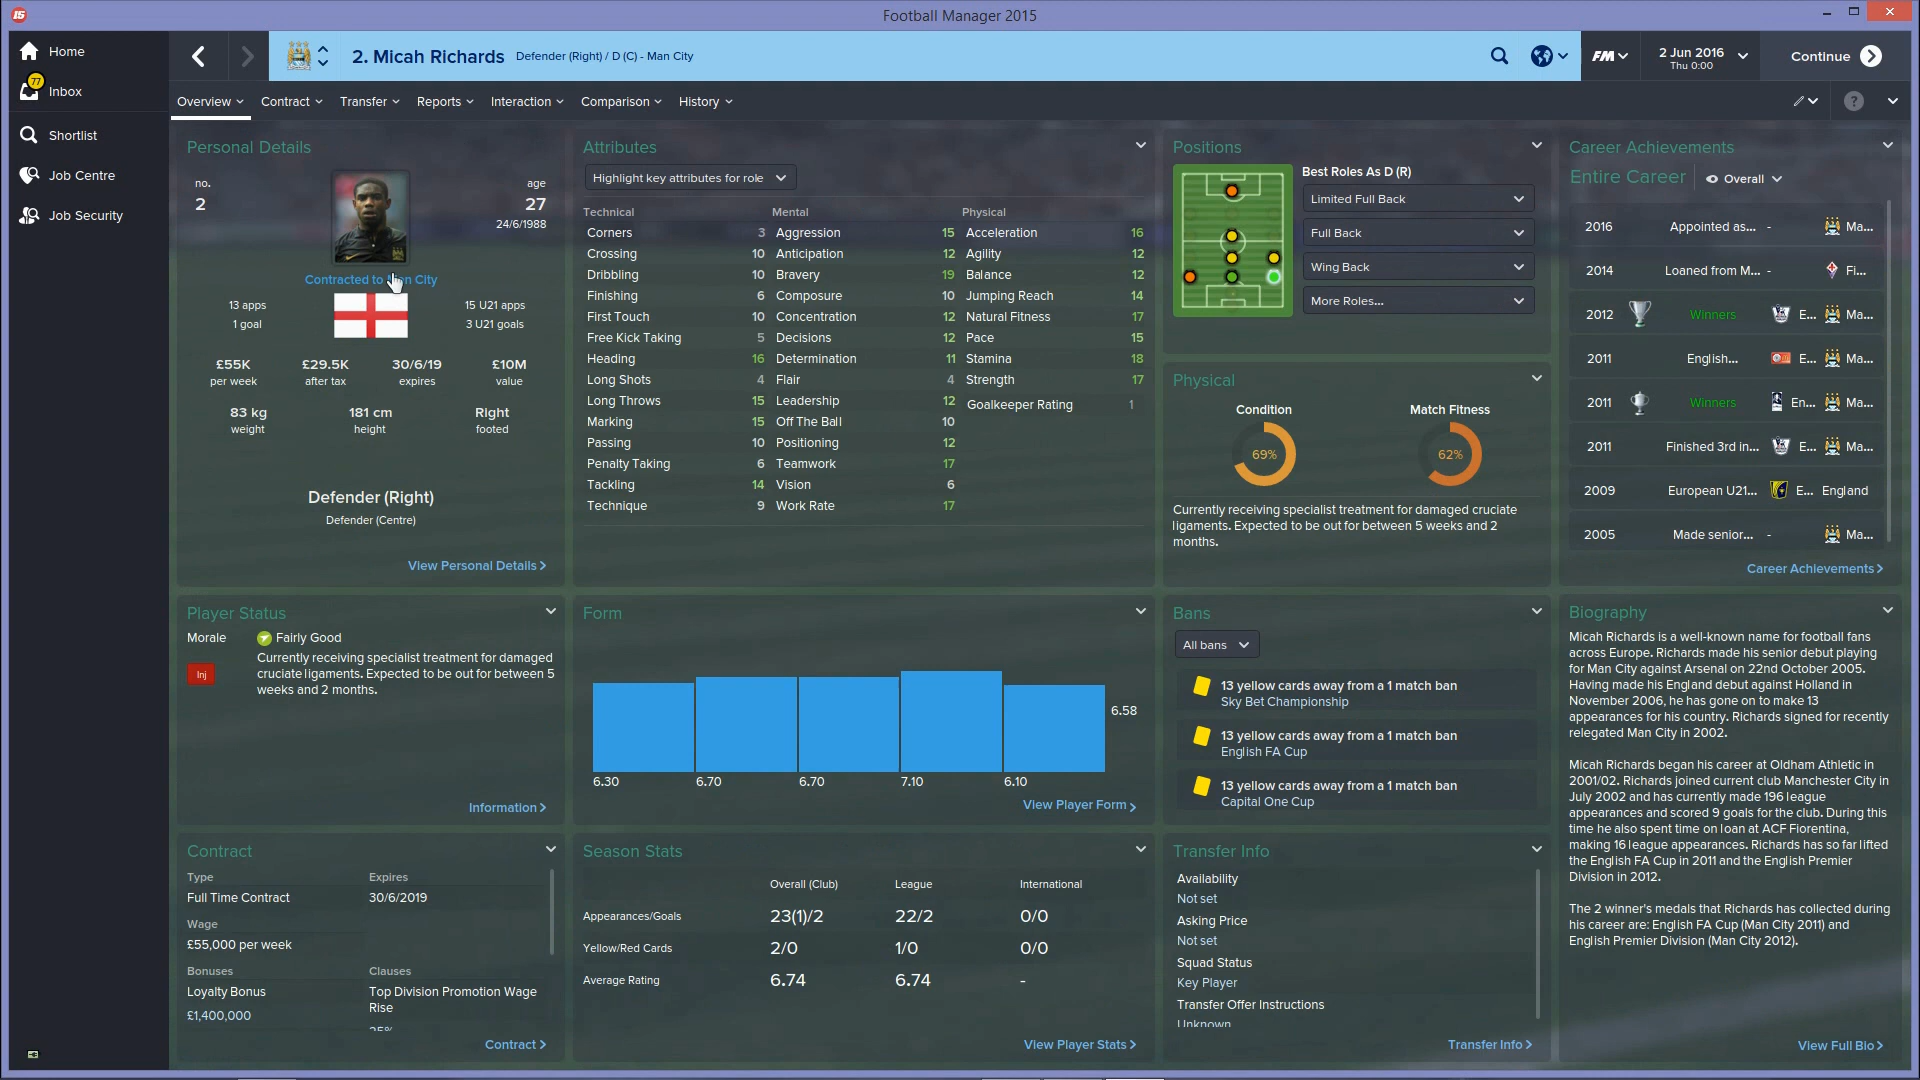 Football Manager 2015
Home
77
Inbox
Shortlist
Job Centre
Job Security
2. Micah Richards
Defender (Right) / D (C) - Man City
FM
2 Jun 2016
Thu 0:00
Continue
Overview
Contract
Transfer
Reports
Interaction
Comparison
History
?
Personal Details
no.
2
age
27
24/6/1988
Contracted to Man City
13 apps
1 goal
15 U21 apps
3 U21 goals
£55K
per week
£29.5K
after tax
30/6/19
expires
£10M
value
83 kg
weight
181 cm
height
Right
footed
Defender (Right)
Defender (Centre)
View Personal Details
Attributes
Highlight key attributes for role
Technical Mental Physical
Corners 3 Aggression 15 Acceleration 16
Crossing 10 Anticipation 12 Agility 12
Dribbling 10 Bravery 19 Balance 12
Finishing 6 Composure 10 Jumping Reach 14
First Touch 10 Concentration 12 Natural Fitness 17
Free Kick Taking 5 Decisions 12 Pace 15
Heading 16 Determination 11 Stamina 18
Long Shots 4 Flair 4 Strength 17
Long Throws 15 Leadership 12 Goalkeeper Rating 1
Marking 15 Off The Ball 10
Passing 10 Positioning 12
Penalty Taking 6 Teamwork 17
Tackling 14 Vision 6
Technique 9 Work Rate 17
Positions
Best Roles As D (R)
Limited Full Back
Full Back
Wing Back
More Roles...
Physical
Condition Match Fitness
69% 62%
Currently receiving specialist treatment for damaged cruciate
ligaments. Expected to be out for between 5 weeks and 2
months.
Career Achievements
Entire Career
Overall
2016 Appointed as... - Ma...
2014 Loaned from M... - Fi...
2012 Winners E... Ma...
2011 English... E... Ma...
2011 Winners En... Ma...
2011 Finished 3rd in... E... Ma...
2009 European U21... E... England
2005 Made senior... - Ma...
Career Achievements
Player Status
Morale Fairly Good
Inj
Currently receiving specialist treatment for damaged
cruciate ligaments. Expected to be out for between 5
weeks and 2 months.
Information
Form
6.58
6.30 6.70 6.70 7.10 6.10
View Player Form
Bans
All bans
13 yellow cards away from a 1 match ban
Sky Bet Championship
13 yellow cards away from a 1 match ban
English FA Cup
13 yellow cards away from a 1 match ban
Capital One Cup
Biography
Micah Richards is a well-known name for football fans
across Europe. Richards made his senior debut playing
for Man City against Arsenal on 22nd October 2005.
Having made his England debut against Holland in
November 2006, he has gone on to make 13
appearances for his country. Richards signed for recently
relegated Man City in 2002.
Micah Richards began his career at Oldham Athletic in
2001/02. Richards joined current club Manchester City in
July 2002 and has currently made 196 league
appearances and scored 9 goals for the club. During this
time he also spent time on loan at ACF Fiorentina,
making 16 league appearances. Richards has so far lifted
the English FA Cup in 2011 and the English Premier
Division in 2012.
The 2 winner's medals that Richards has collected during
his career are: English FA Cup (Man City 2011) and
English Premier Division (Man City 2012).
View Full Bio
Contract
Type
Full Time Contract
Expires
30/6/2019
Wage
£55,000 per week
Bonuses
Loyalty Bonus
£1,400,000
Clauses
Top Division Promotion Wage
Rise
25%
Contract
Season Stats
Overall (Club) League International
Appearances/Goals 23(1)/2 22/2 0/0
Yellow/Red Cards 2/0 1/0 0/0
Average Rating 6.74 6.74 -
View Player Stats
Transfer Info
Availability
Not set
Asking Price
Not set
Squad Status
Key Player
Transfer Offer Instructions
Unknown
Transfer Info